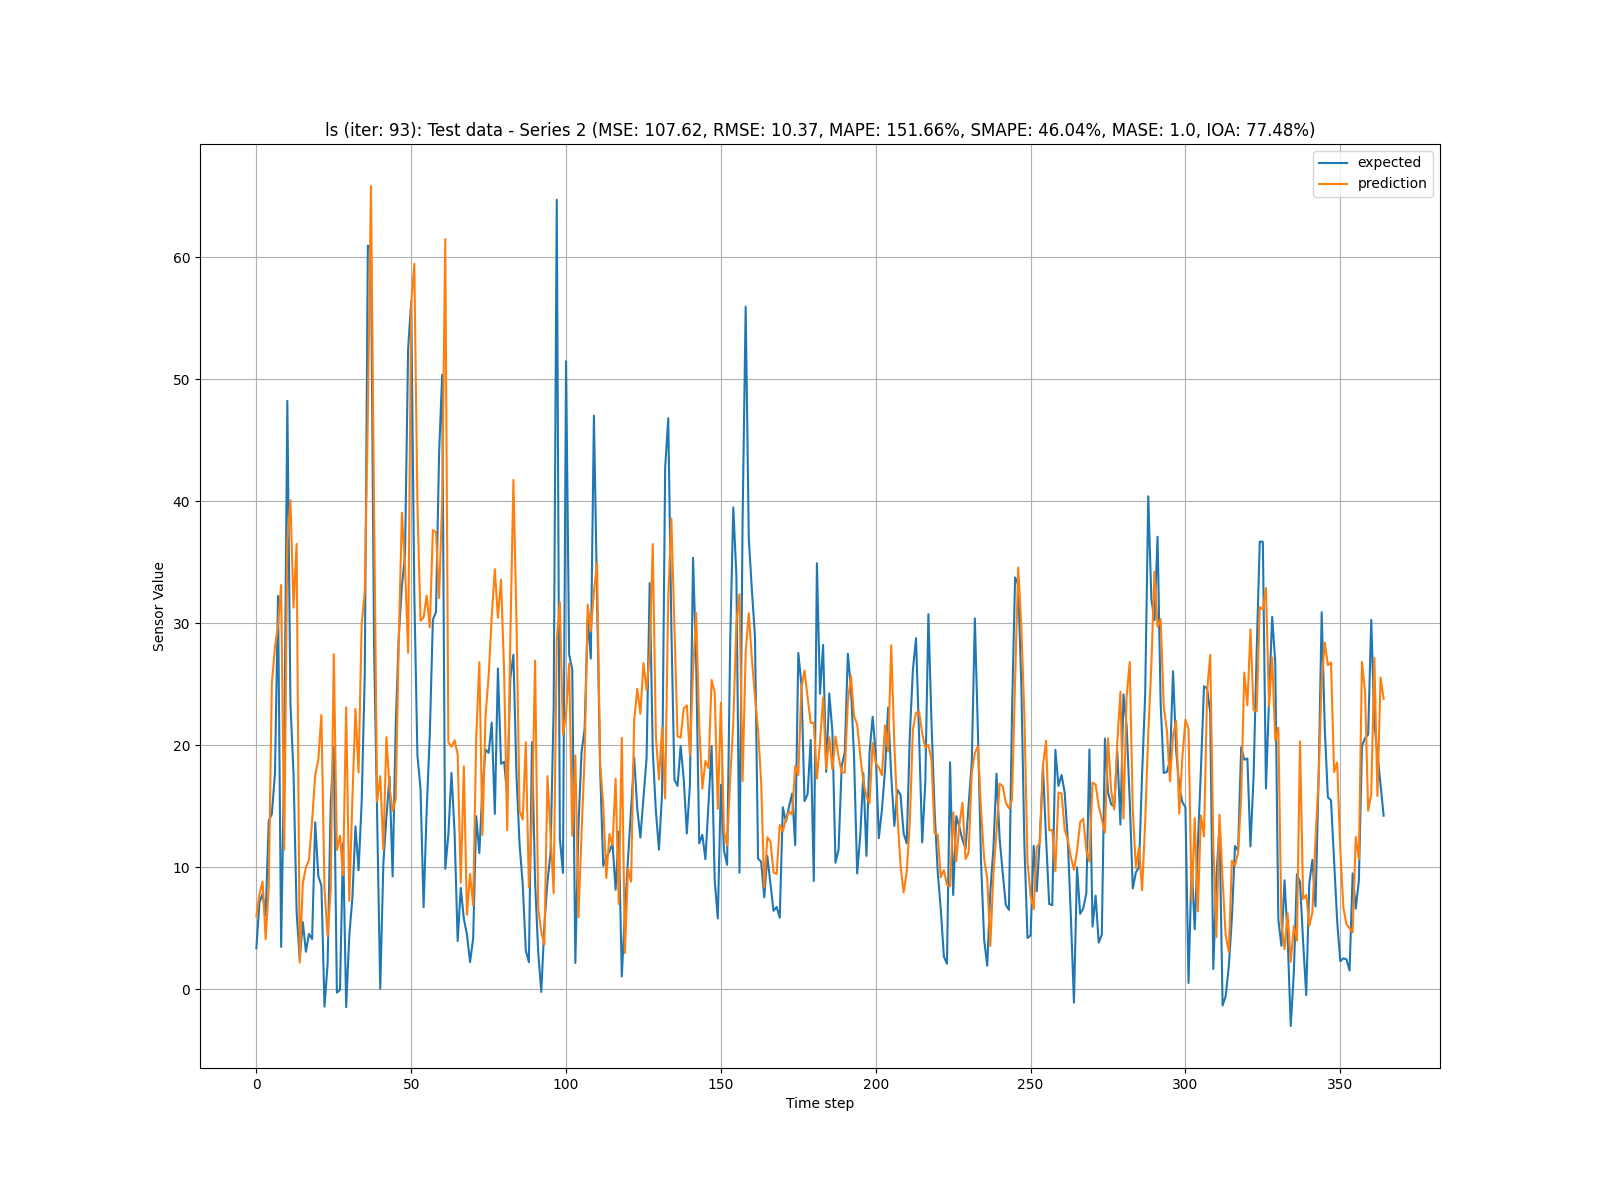 ls (iter: 93): Test data - Series 2 (MSE: 107.62, RMSE: 10.37, MAPE: 151.66%, SMAPE: 46.04%, MASE: 1.0, IOA: 77.48%)
expected
prediction
60
50
40
30
20
10
0
Sensor Value
0 50 100 150 200 250 300 350
Time step